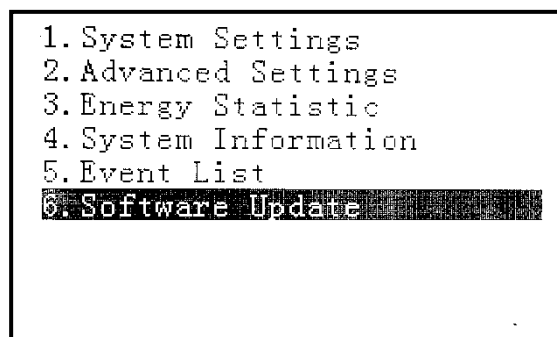 1. System Settings
2. Advanced Settings
3. Energy Statistic
4. System Information
5. Event List
6. Software Update